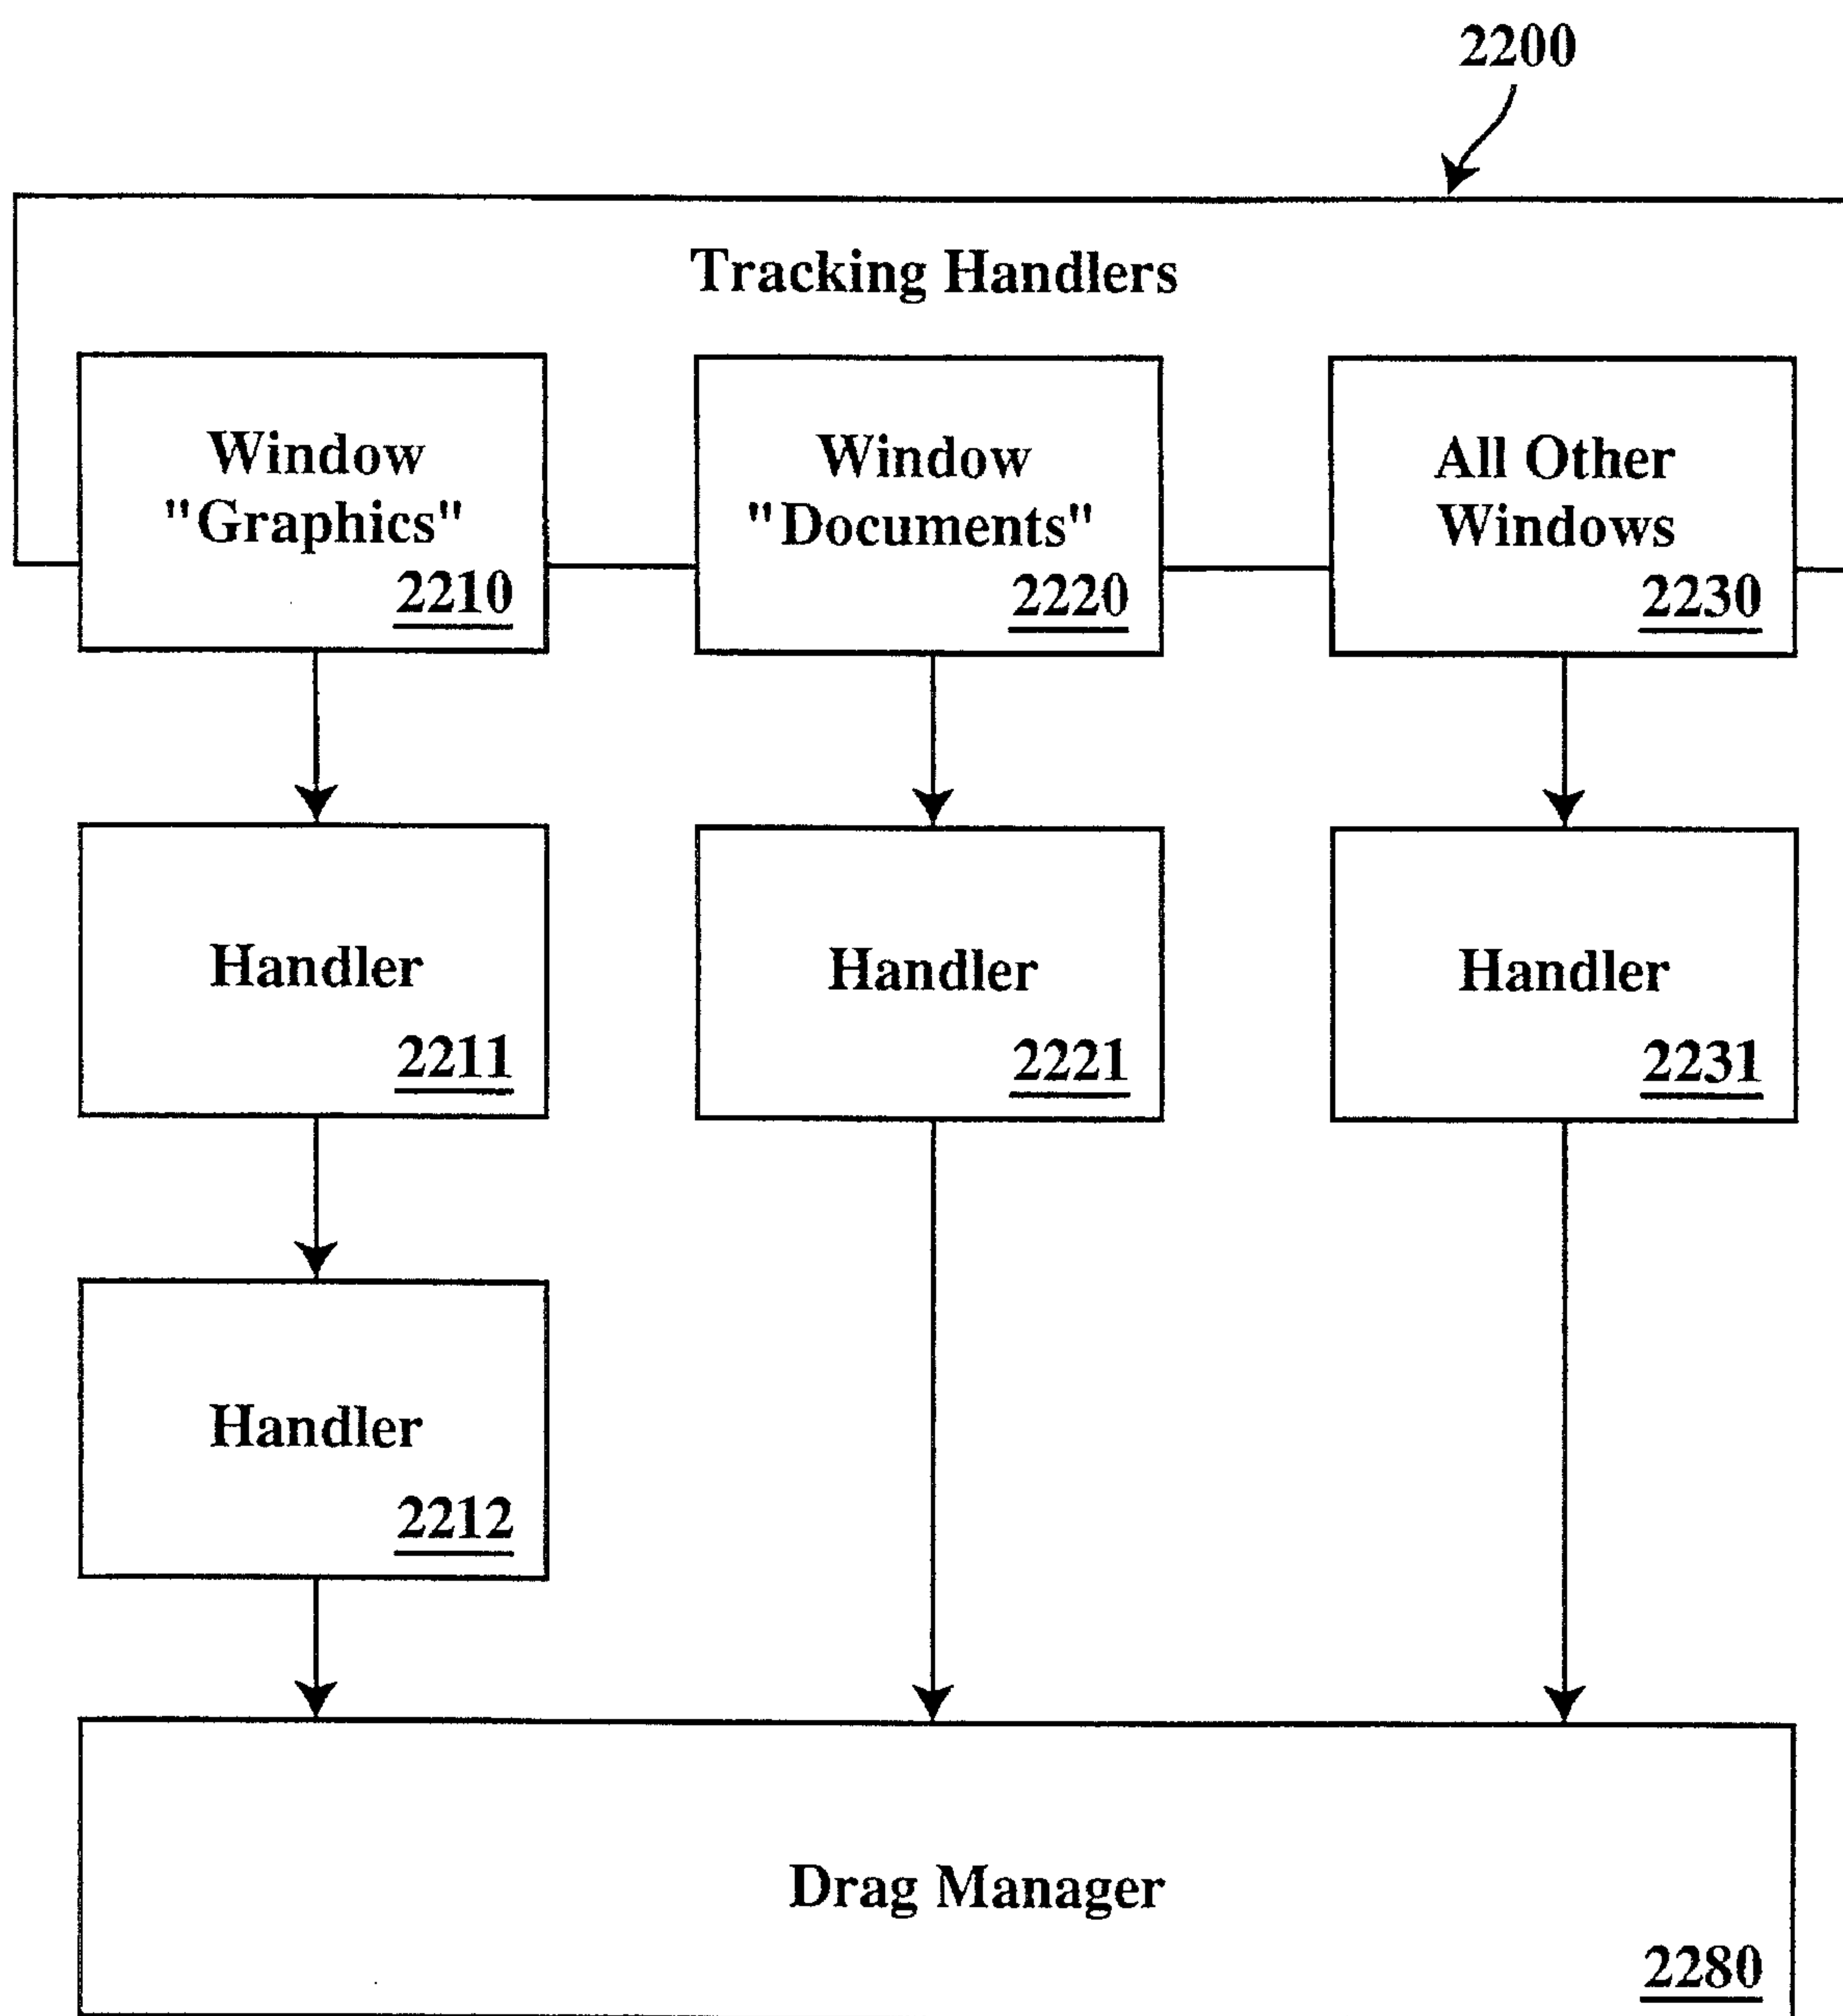 2200
Tracking Handlers
Window
"Graphics"
2210
Window
"Documents"
2220
All Other
Windows
2230
Handler
2211
Handler
2221
Handler
2231
Handler
2212
Drag Manager
2280